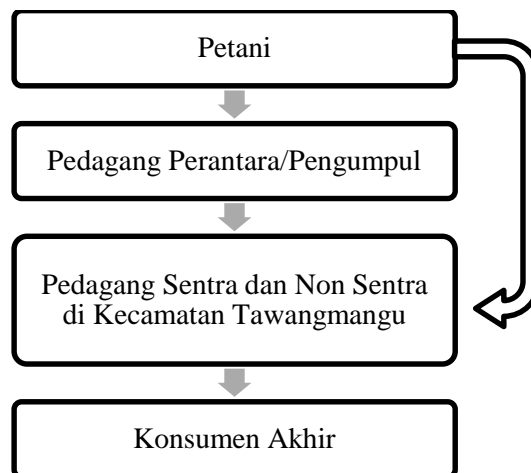 Petani
Pedagang Perantara/Pengumpul
Pedagang Sentra dan Non Sentra
di Kecamatan Tawangmangu
Konsumen Akhir